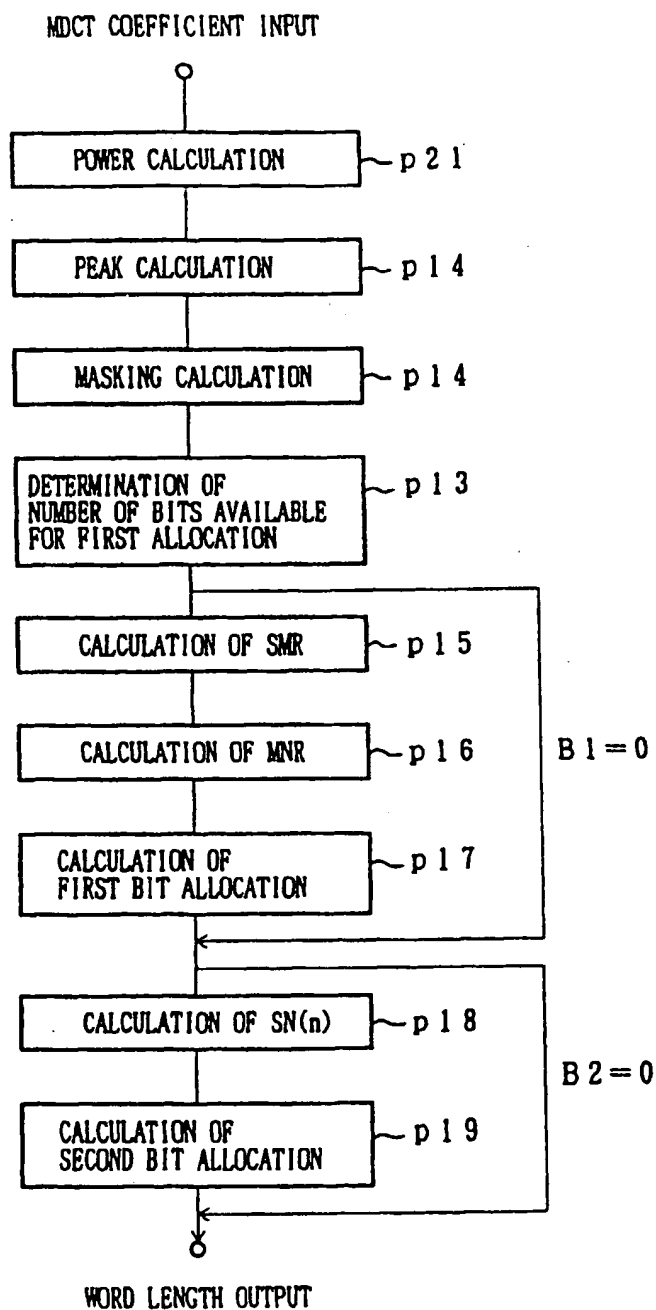 MDCT COEFFICIENT INPUT
POWER CALCULATION
p21
PEAK CALCULATION
p14
MASKING CALCULATION
p14
DETERMINATION OF
NUMBER OF BITS AVAILABLE
FOR FIRST ALLOCATION
p13
CALCULATION OF SMR
p15
CALCULATION OF MNR
p16
B1=0
CALCULATION OF
FIRST BIT ALLOCATION
p17
CALCULATION OF SN(n)
p18
B2=0
CALCULATION OF
SECOND BIT ALLOCATION
p19
WORD LENGTH OUTPUT